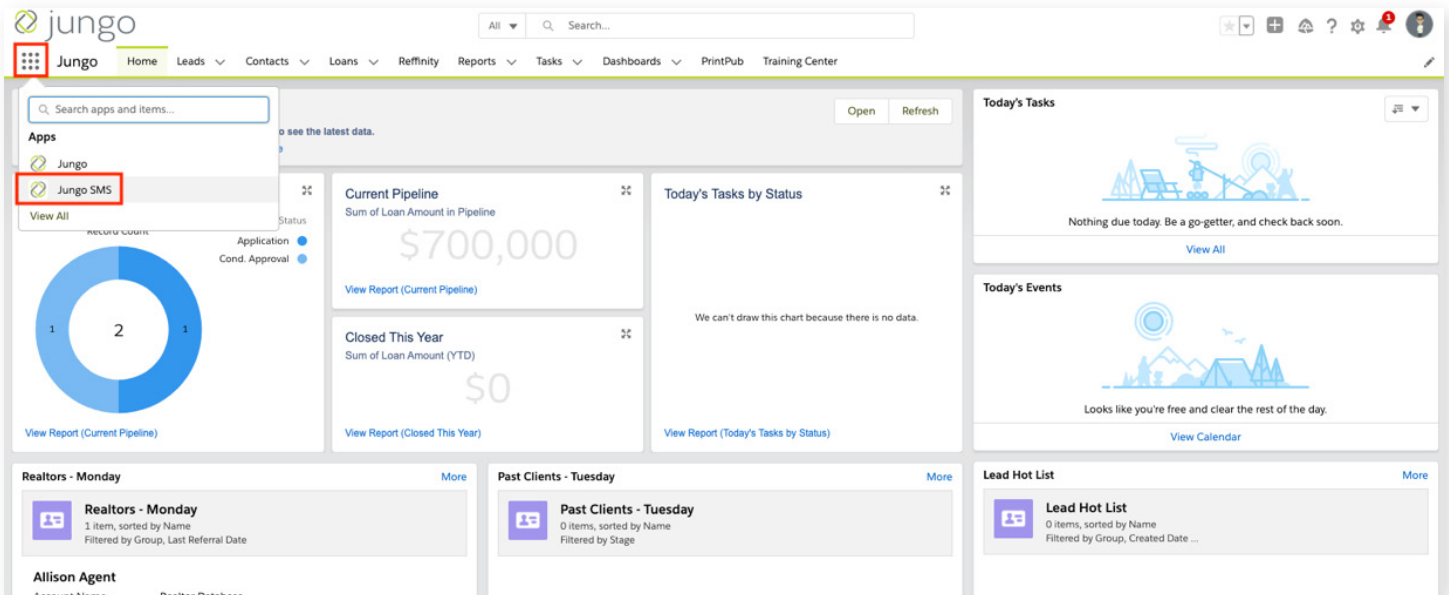 jungo
All
Search...
1
Jungo
Home
Leads
Contacts
Loans
Reffinity
Reports
Tasks
Dashboards
PrintPub
Training Center
Search apps and items...
Apps
Jungo
Jungo SMS
View All
o see the latest data.
Open
Refresh
Status
Record Count
Application
Cond. Approval
1
2
1
View Report (Current Pipeline)
Current Pipeline
Sum of Loan Amount in Pipeline
$700,000
View Report (Current Pipeline)
Closed This Year
Sum of Loan Amount (YTD)
$0
View Report (Closed This Year)
Today's Tasks by Status
We can't draw this chart because there is no data.
View Report (Today's Tasks by Status)
Today's Tasks
Nothing due today. Be a go-getter, and check back soon.
View All
Today's Events
Looks like you're free and clear the rest of the day.
View Calendar
Realtors - Monday
More
Realtors - Monday
1 item, sorted by Name
Filtered by Group, Last Referral Date
Allison Agent
Account Name
Realtor Database
Past Clients - Tuesday
More
Past Clients - Tuesday
0 items, sorted by Name
Filtered by Stage
Lead Hot List
More
Lead Hot List
0 items, sorted by Name
Filtered by Group, Created Date ...